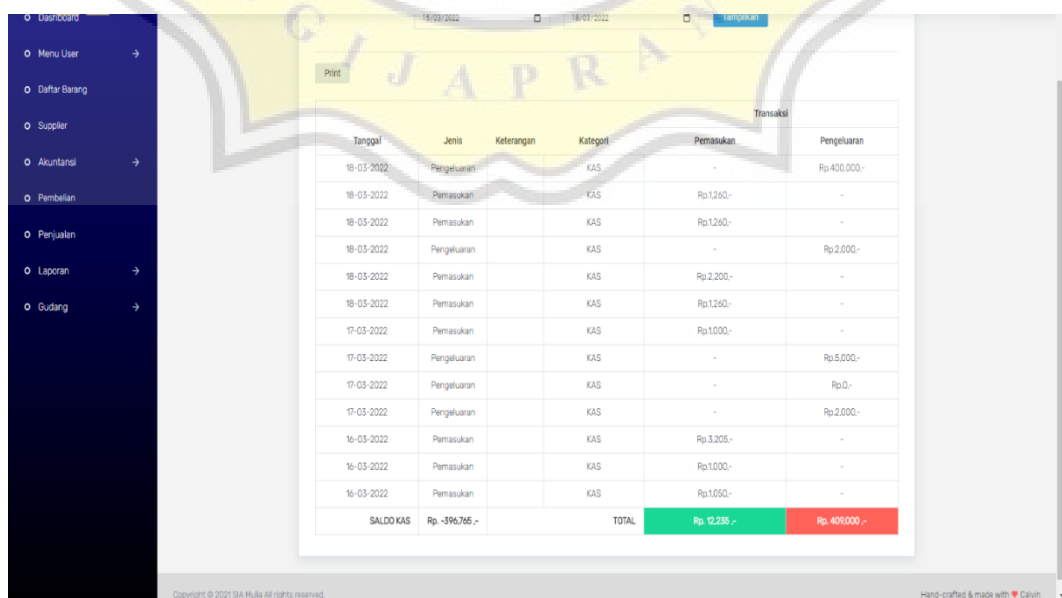 Dashboard
15/03/2022 18/03/2022 Tampilkan
Menu User
Print
Daftar Barang
GIJAPRA
Supplier
Transaksi
Tanggal Jenis Keterangan Kategori Pemasukan Pengeluaran
Akuntansi
18-03-2022 Pengeluaran KAS - Rp.400.000,-
Pembelian
18-03-2022 Pemasukan KAS Rp.1,260,- -
18-03-2022 Pemasukan KAS Rp.1,260,- -
Penjualan
18-03-2022 Pengeluaran KAS - Rp.2,000,-
Laporan
18-03-2022 Pemasukan KAS Rp.2,200,- -
18-03-2022 Pemasukan KAS Rp.1,260,- -
Gudang
17-03-2022 Pemasukan KAS Rp.1,000,- -
17-03-2022 Pengeluaran KAS - Rp.5,000,-
17-03-2022 Pengeluaran KAS - Rp.0,-
17-03-2022 Pengeluaran KAS - Rp.2,000,-
16-03-2022 Pemasukan KAS Rp.3,205,- -
16-03-2022 Pemasukan KAS Rp.1,000,- -
16-03-2022 Pemasukan KAS Rp.1,050,- -
SALDO KAS Rp. -396,765 ,- TOTAL Rp. 12,235 ,- Rp. 409,000 ,-
Copyright © 2021 SIA Mulia All rights reserved. Hand-crafted & made with ❤ Calvin